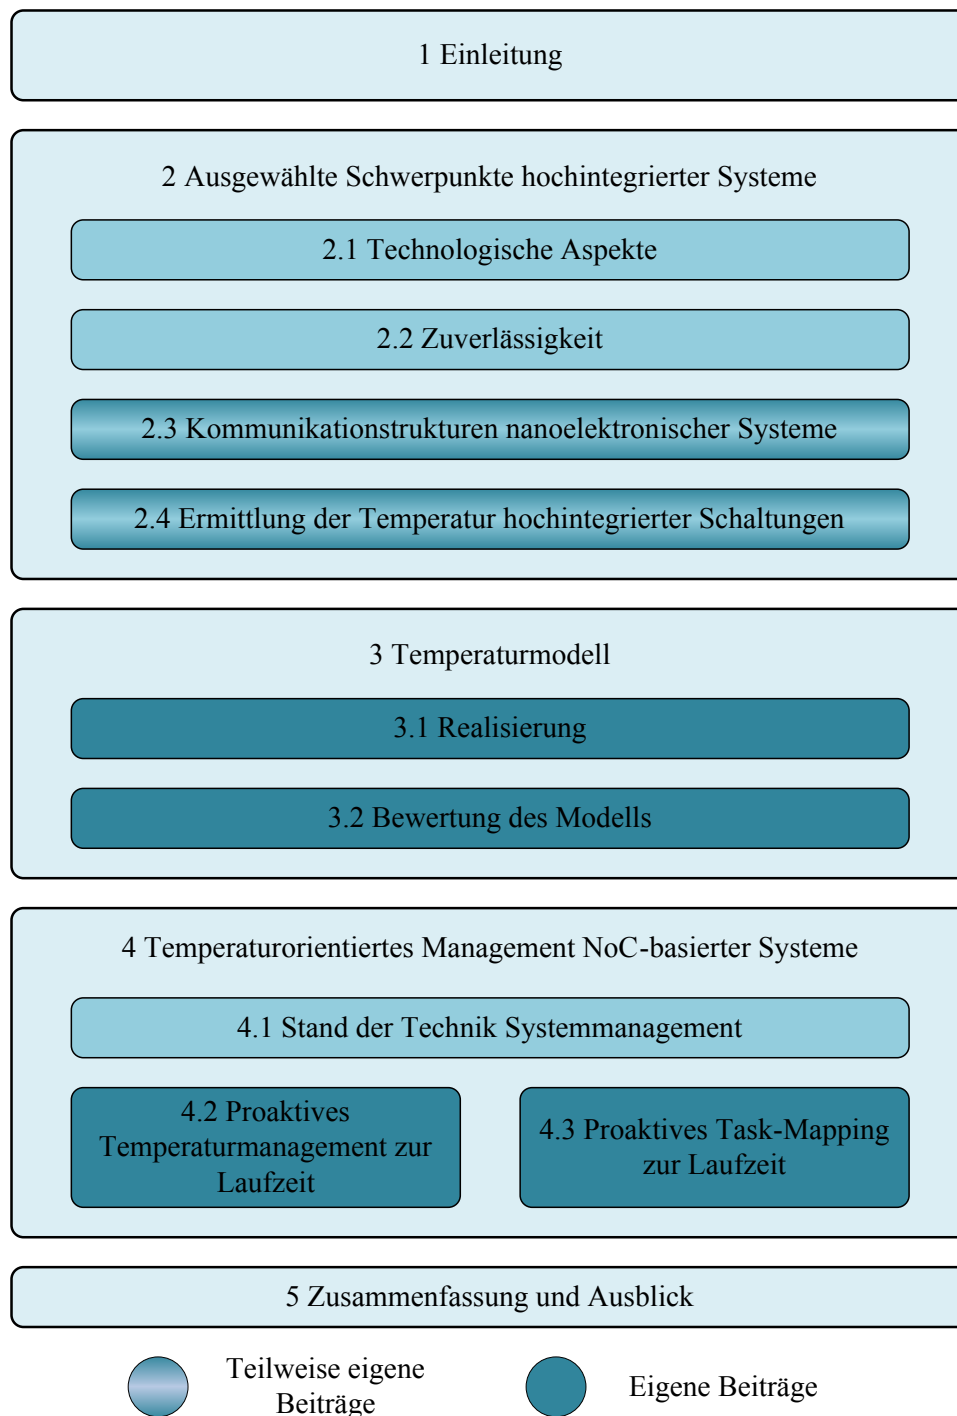 1 Einleitung
2 Ausgewählte Schwerpunkte hochintegrierter Systeme
2.1 Technologische Aspekte
2.2 Zuverlässigkeit
2.3 Kommunikationstrukturen nanoelektronischer Systeme
2.4 Ermittlung der Temperatur hochintegrierter Schaltungen
3 Temperaturmodell
3.1 Realisierung
3.2 Bewertung des Modells
4 Temperaturorientiertes Management NoC-basierter Systeme
4.1 Stand der Technik Systemmanagement
4.2 Proaktives
Temperaturmanagement zur
Laufzeit
4.3 Proaktives Task-Mapping
zur Laufzeit
5 Zusammenfassung und Ausblick
Teilweise eigene
Beiträge
Eigene Beiträge